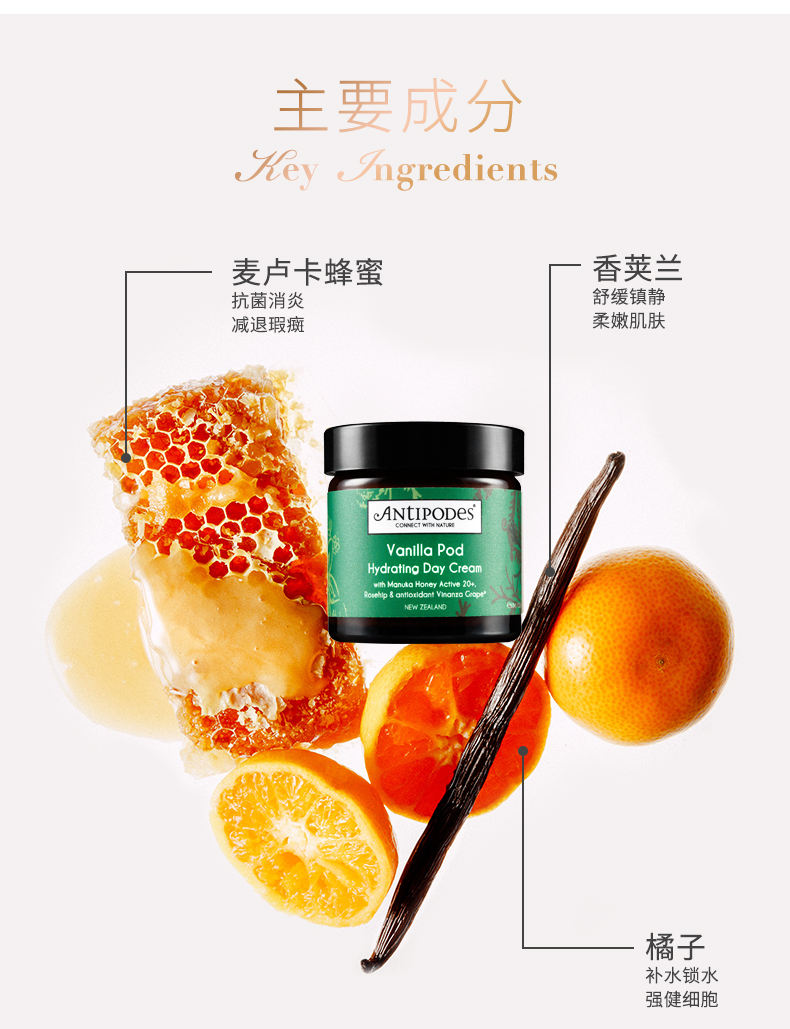 主要成分
Key Ingredients
麦卢卡蜂蜜
抗菌消炎
减退瑕斑
香荚兰
舒缓镇静
柔嫩肌肤
ANTIPODES®
CONNECT WITH NATURE
Vanilla Pod
Hydrating Day Cream
with Manuka Honey Active 20+,
Rosehip & antioxidant Vinanza Grape®
NEW ZEALAND
橘子
补水锁水
强健细胞